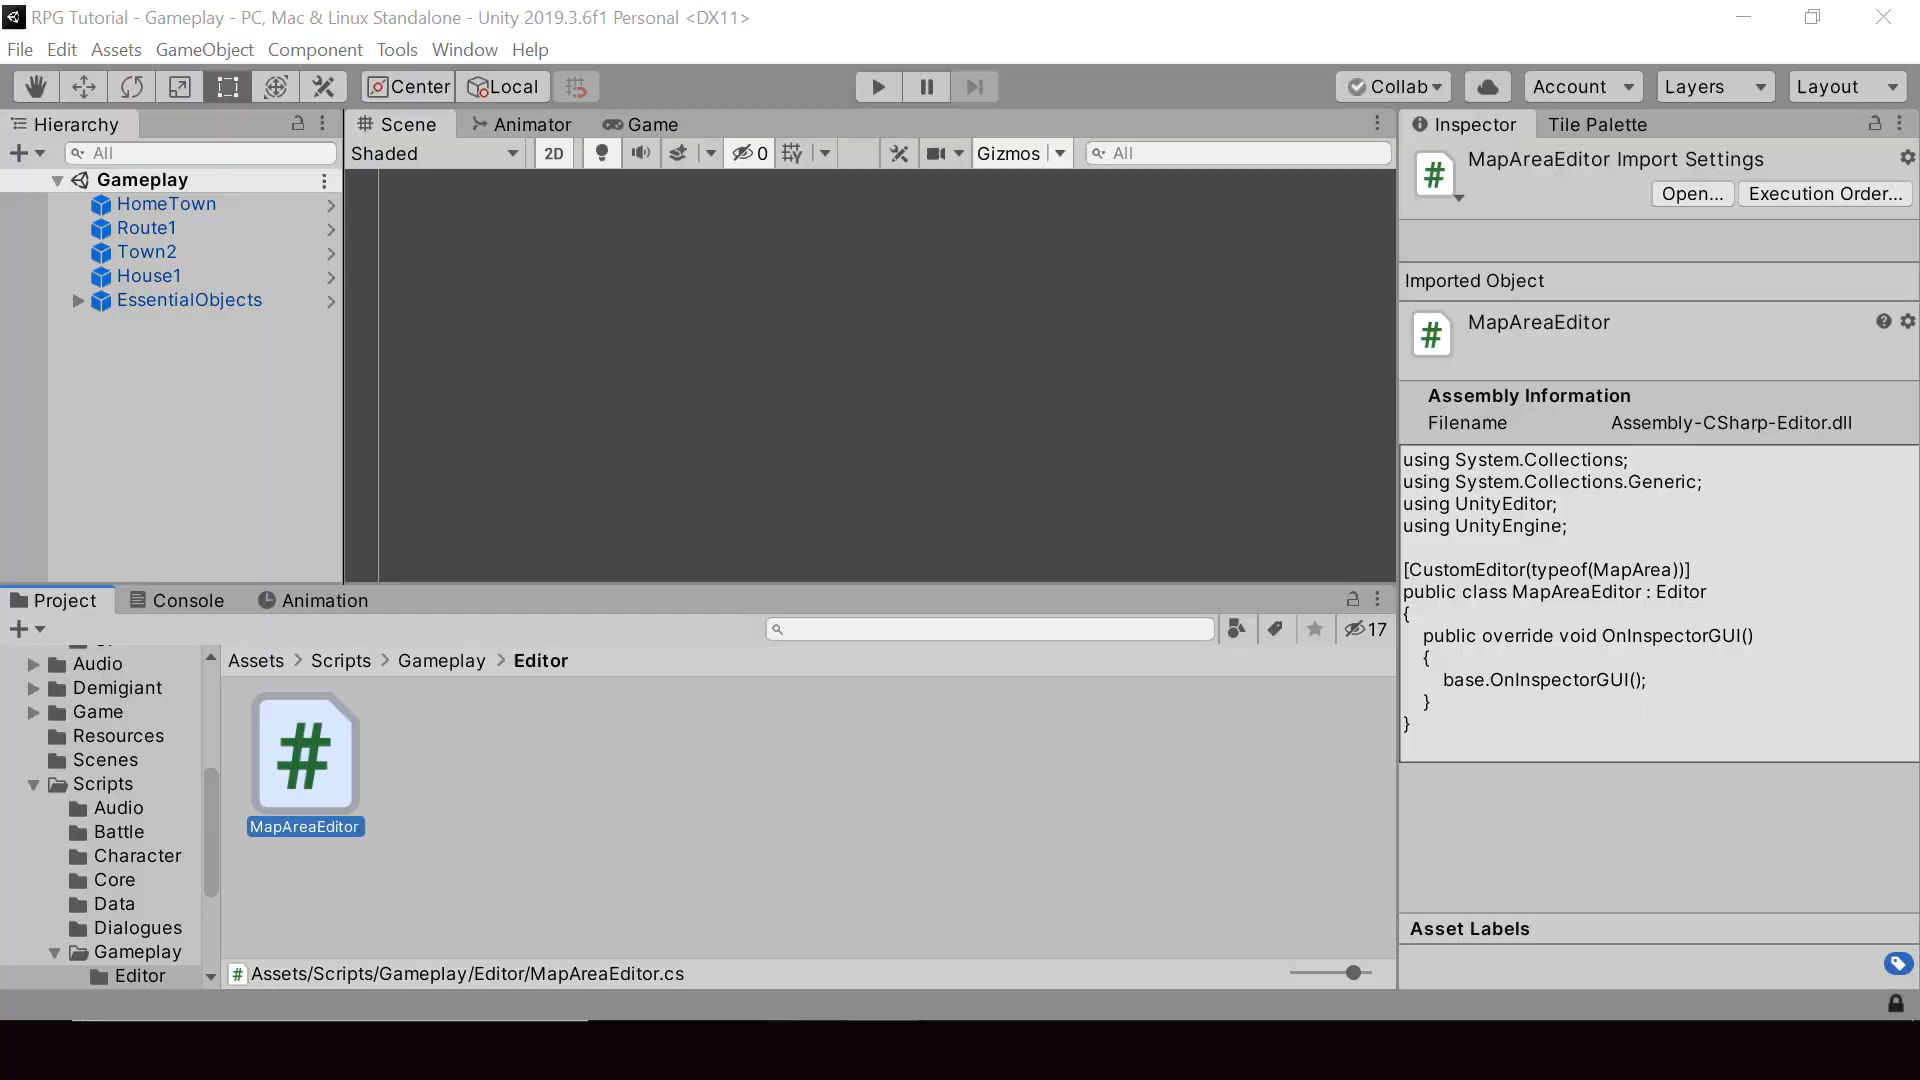 RPG Tutorial - Gameplay - PC, Mac & Linux Standalone - Unity 2019.3.6f1 Personal <DX11>
File Edit Assets GameObject Component Tools Window Help
Center Local Collab Account Layers Layout
Hierarchy
All
Gameplay
HomeTown
Route1
Town2
House1
EssentialObjects
Scene Animator Game
Shaded 2D 0 Gizmos All
Inspector Tile Palette
MapAreaEditor Import Settings
Open... Execution Order...
Imported Object
MapAreaEditor
Assembly Information
Filename Assembly-CSharp-Editor.dll
using System.Collections;
using System.Collections.Generic;
using UnityEditor;
using UnityEngine;
[CustomEditor(typeof(MapArea))]
public class MapAreaEditor : Editor
{
public override void OnInspectorGUI()
{
base.OnInspectorGUI();
}
}
Asset Labels
Project Console Animation
17
Audio
Demigiant
Game
Resources
Scenes
Scripts
Audio
Battle
Character
Core
Data
Dialogues
Gameplay
Editor
Assets > Scripts > Gameplay > Editor
MapAreaEditor
Assets/Scripts/Gameplay/Editor/MapAreaEditor.cs